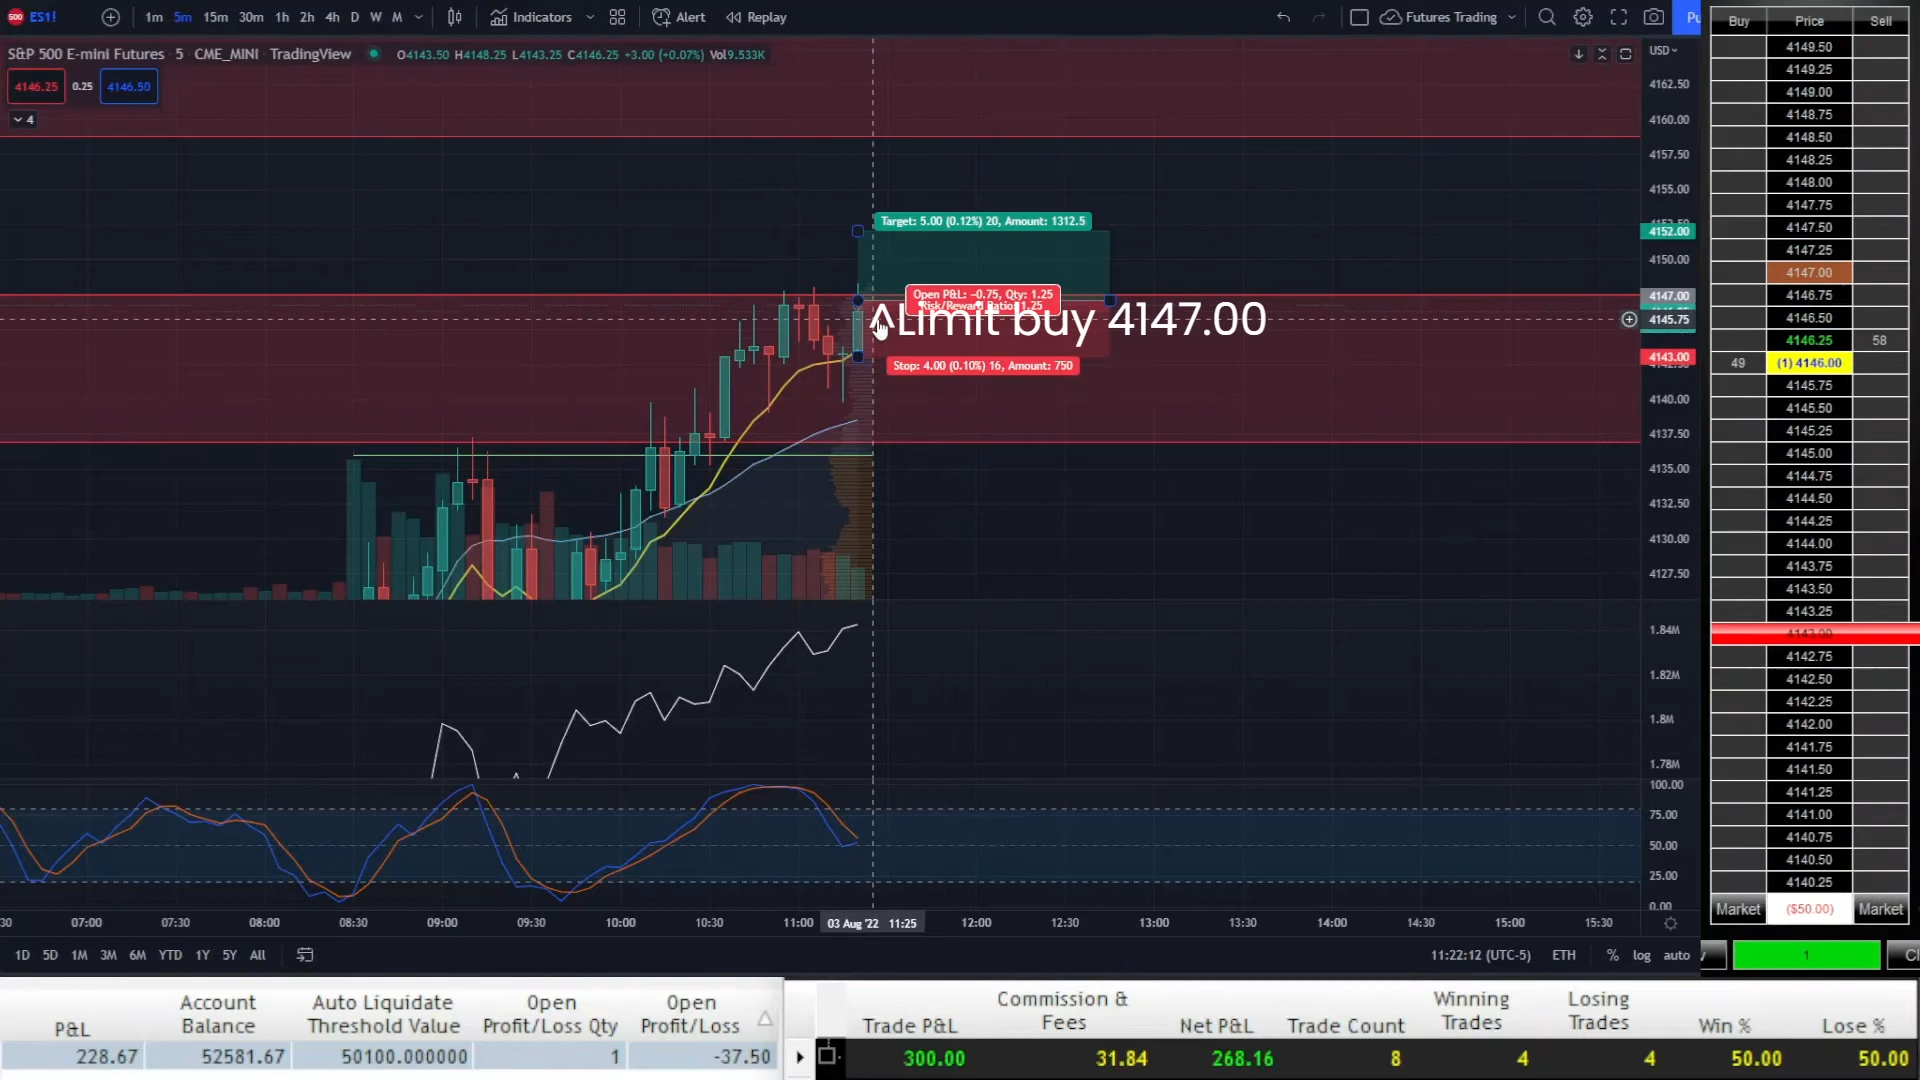 ES1! 1m 5m 15m 30m 1h 2h 4h D W M Indicators Alert Replay Futures Trading
S&P 500 E-mini Futures 5 CME_MINI TradingView O4143.50 H4148.25 L4143.25 C4146.25 +3.00 (+0.07%) Vol9.533K
4146.25 0.25 4146.50
4
USD
4162.50
4160.00
4157.50
4155.00
4152.00
4150.00
4147.00
4145.75
4143.00
4140.00
4137.50
4135.00
4132.50
4130.00
4127.50
Target: 5.00 (0.12%) 20, Amount: 1312.5
Open P&L: -0.75, Qty: 1.25
Risk/Reward Ratio: 1.25
^Limit buy 4147.00
Stop: 4.00 (0.10%) 16, Amount: 750
1.84M
1.82M
1.8M
1.78M
100.00
75.00
50.00
25.00
0.00
07:00 07:30 08:00 08:30 09:00 09:30 10:00 10:30 11:00 03 Aug '22 11:25 12:00 12:30 13:00 13:30 14:00 14:30 15:00 15:30
1D 5D 1M 3M 6M YTD 1Y 5Y All 11:22:12 (UTC-5) ETH % log auto
Buy Price Sell
4149.50
4149.25
4149.00
4148.75
4148.50
4148.25
4148.00
4147.75
4147.50
4147.25
4147.00
4146.75
4146.50
4146.25 58
49 (1) 4146.00
4145.75
4145.50
4145.25
4145.00
4144.75
4144.50
4144.25
4144.00
4143.75
4143.50
4143.25
4143.00
4142.75
4142.50
4142.25
4142.00
4141.75
4141.50
4141.25
4141.00
4140.75
4140.50
4140.25
Market ($50.00) Market
1
P&L Account Balance Auto Liquidate Threshold Value Open Profit/Loss Qty Open Profit/Loss
228.67 52581.67 50100.000000 1 -37.50
Trade P&L Commission & Fees Net P&L Trade Count Winning Trades Losing Trades Win % Lose %
300.00 31.84 268.16 8 4 4 50.00 50.00